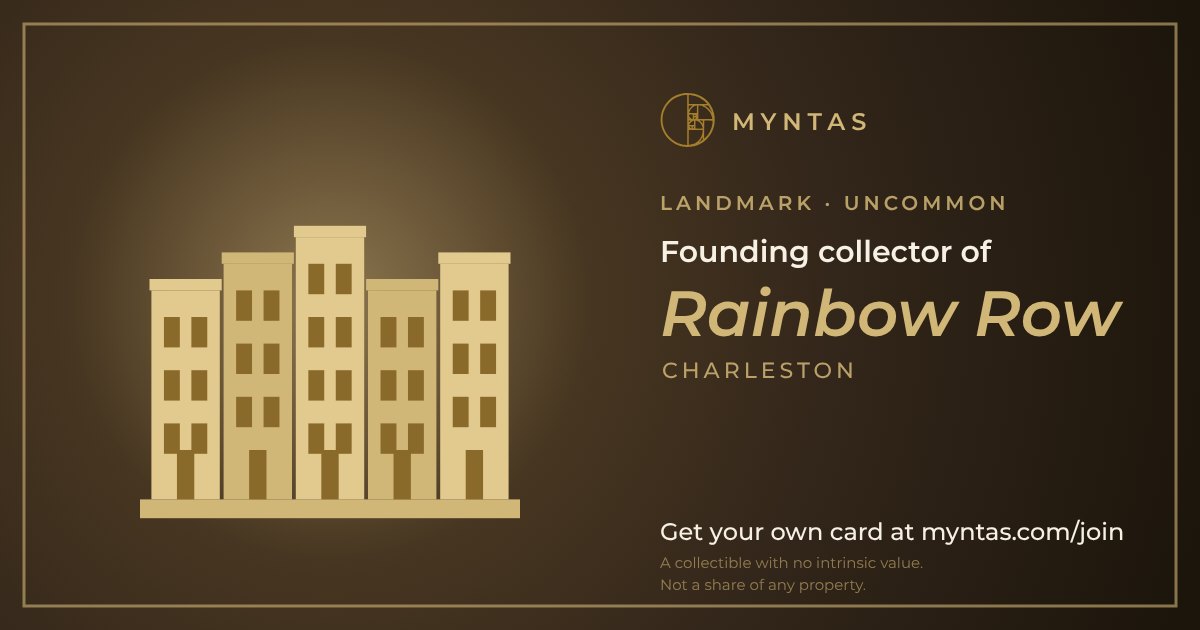 MYNTAS
LANDMARK · UNCOMMON
Founding collector of
Rainbow Row
CHARLESTON
Get your own card at myntas.com/join
A collectible with no intrinsic value.
Not a share of any property.